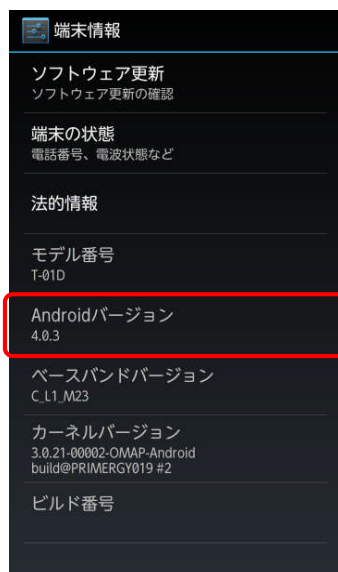 端末情報
ソフトウェア更新
ソフトウェア更新の確認
端末の状態
電話番号、電波状態など
法的情報
モデル番号
T-01D
Androidバージョン
4.0.3
ベースバンドバージョン
C_L1_M23
カーネルバージョン
3.0.21-00002-OMAP-Android
build@PRIMERGY019 #2
ビルド番号